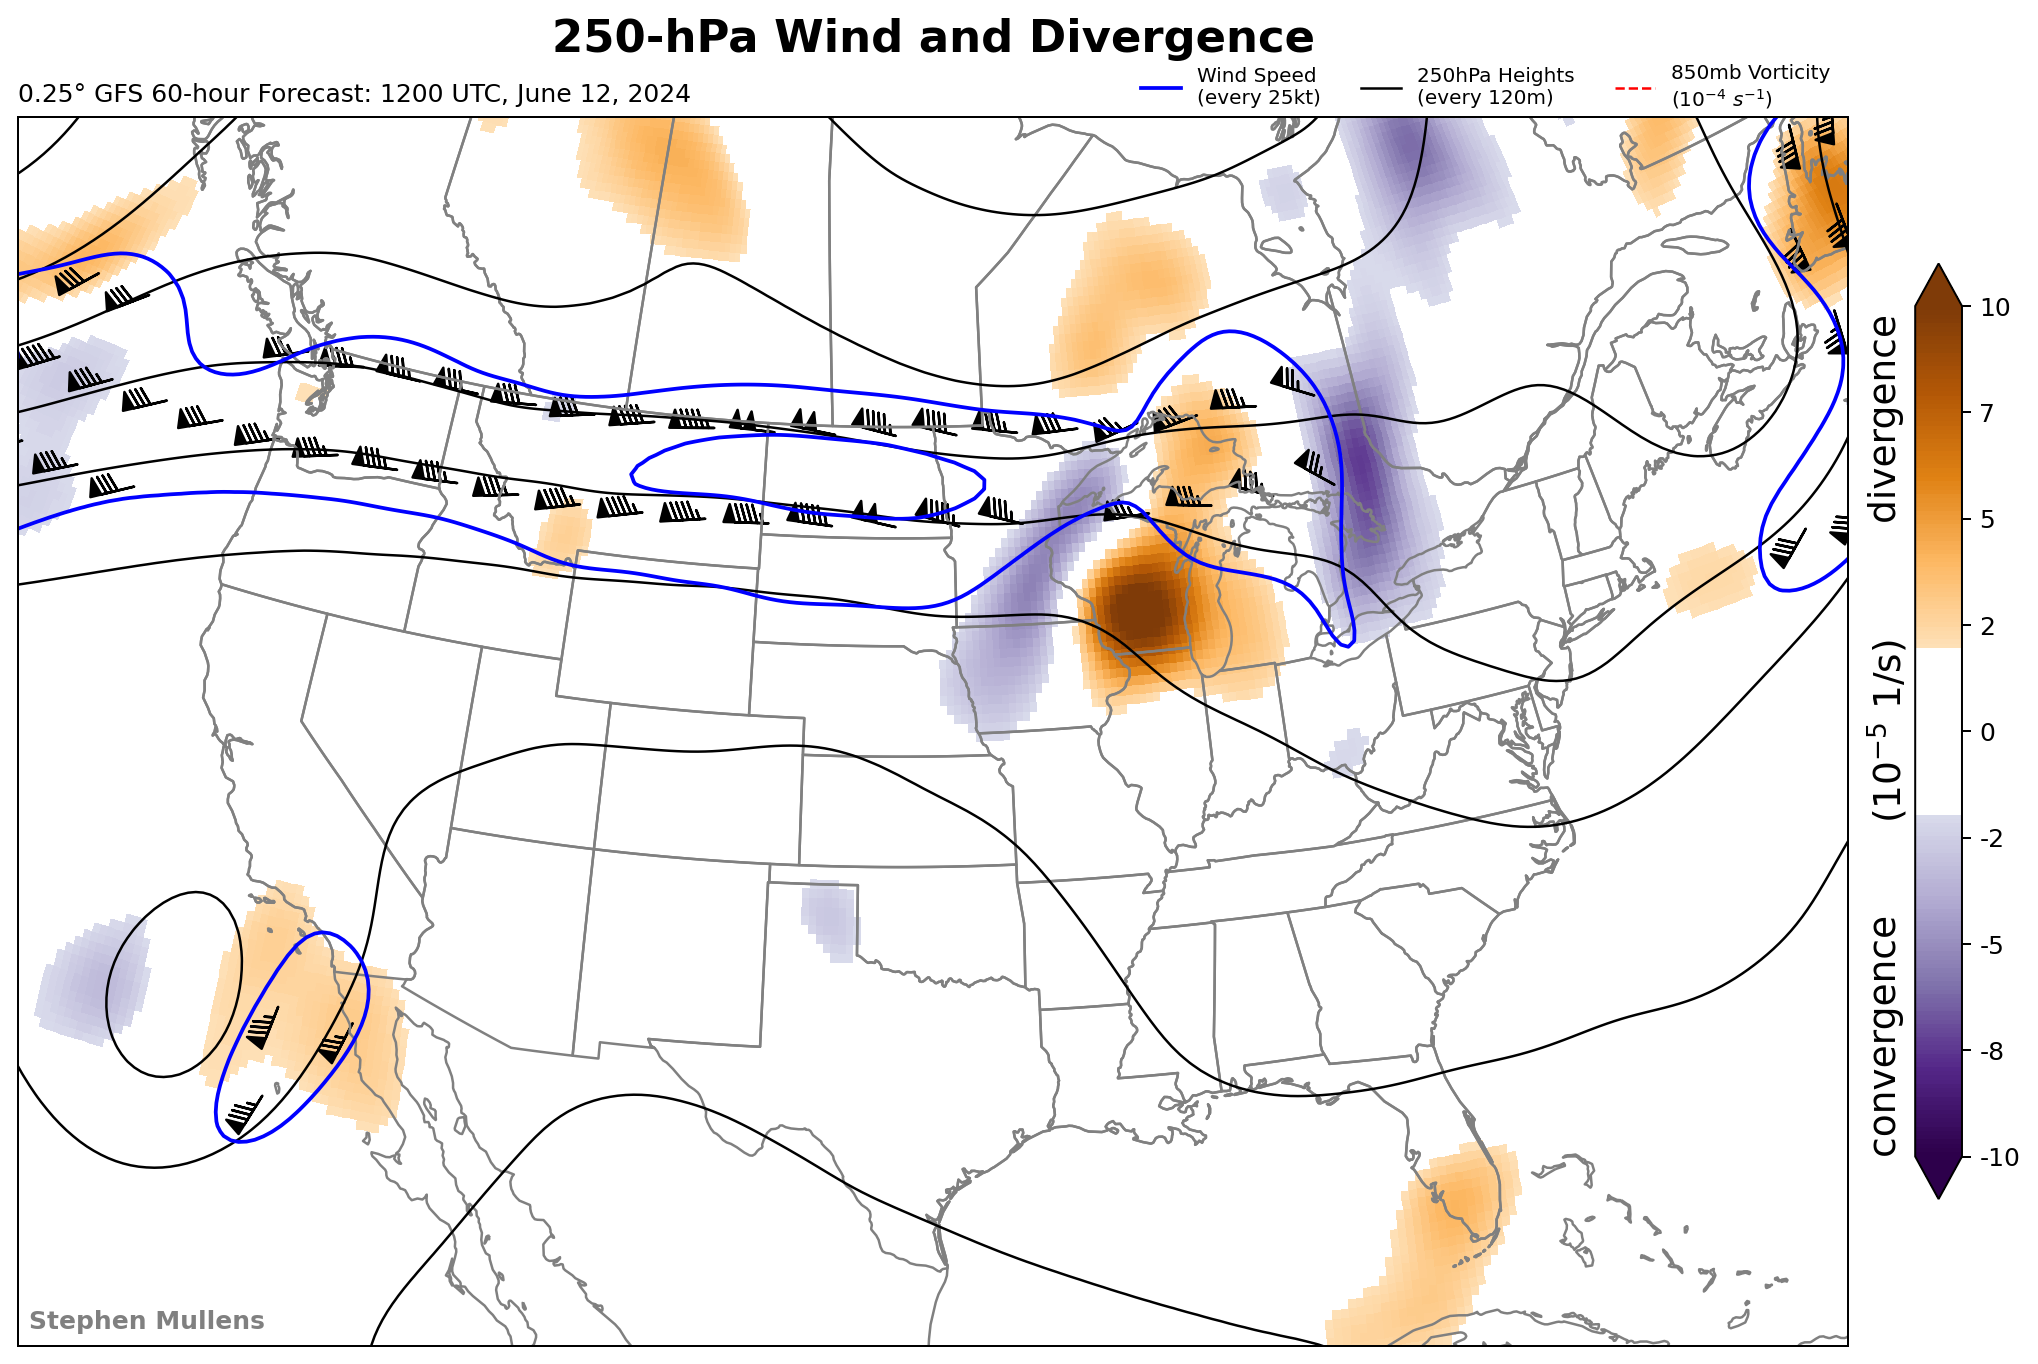 250-hPa Wind and Divergence
0.25° GFS 60-hour Forecast: 1200 UTC, June 12, 2024
Wind Speed
(every 25kt)
250hPa Heights
(every 120m)
850mb Vorticity
(10⁻⁴ s⁻¹)
10
7
5
2
0
-2
-5
-8
-10
convergence (10⁻⁵ 1/s) divergence
Stephen Mullens